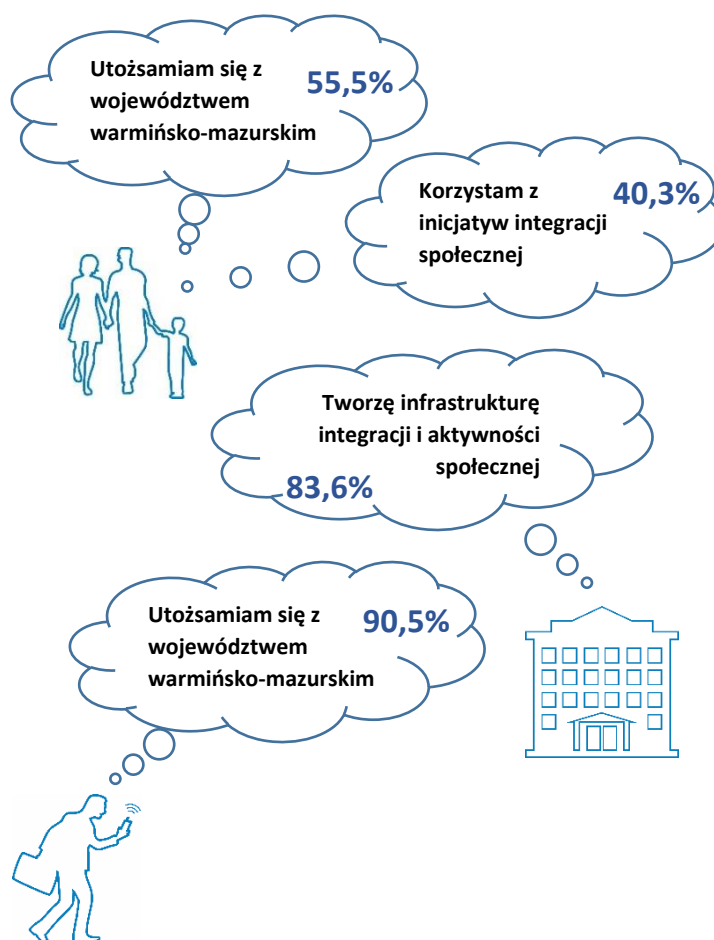 Utożsamiam się z 55,5%
województwem
warmińsko-mazurskim
Korzystam z 40,3%
inicjatyw integracji
społecznej
Tworzę infrastrukturę
integracji i aktywności
społecznej
83,6%
Utożsamiam się z 90,5%
województwem
warmińsko-mazurskim